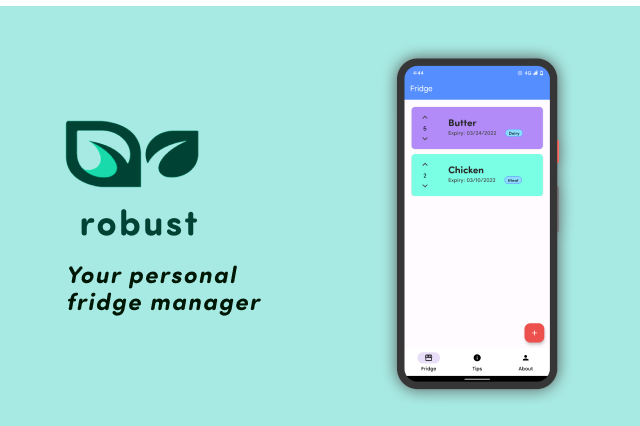 robust
Your personal
fridge manager
4:44
4G
Fridge
5
Butter
Expiry: 03/24/2022
Dairy
2
Chicken
Expiry: 03/10/2022
Meat
+
Fridge
Tips
About